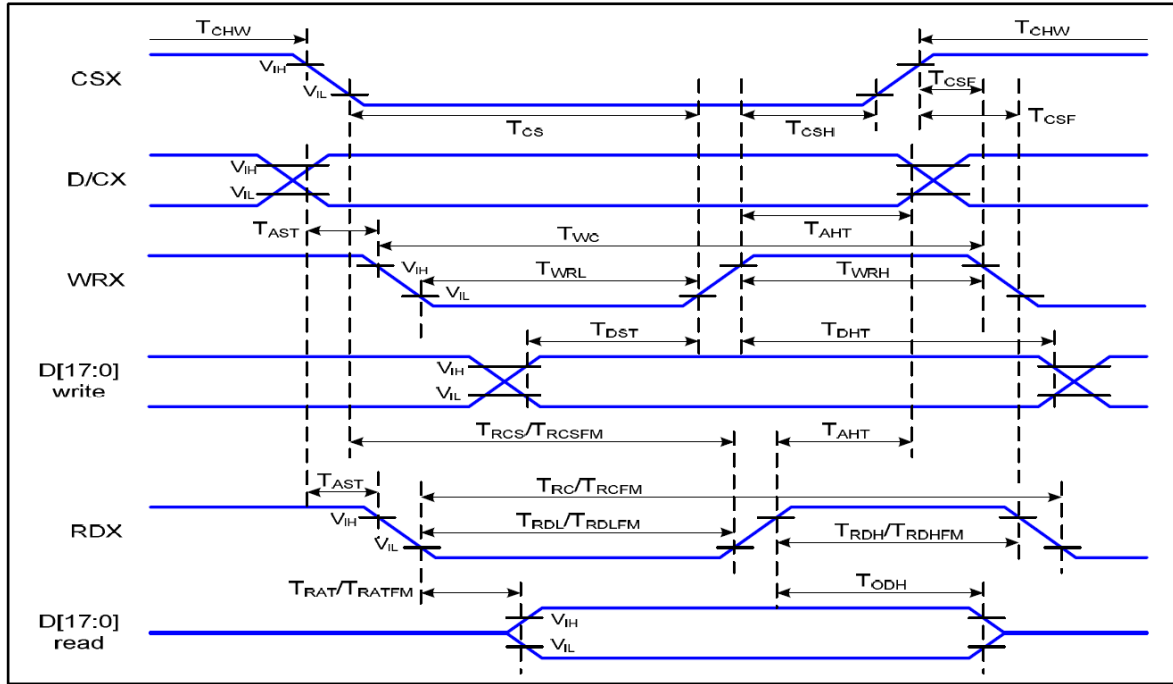 TCHW TCHW
CSX VIH VIL TCSF
TCS TCSH TCSF
D/CX VIH VIL
TAST TWC TAHT
WRX VIH VIL TWRL TWRH
TDST TDHT
D[17:0] VIH
write VIL
TRCS/TRCSFM TAHT
TAST TRC/TRCFM
RDX VIH VIL TRDL/TRDLFM TRDH/TRDHFM
TRAT/TRATFM TODH
D[17:0] VIH
read VIL